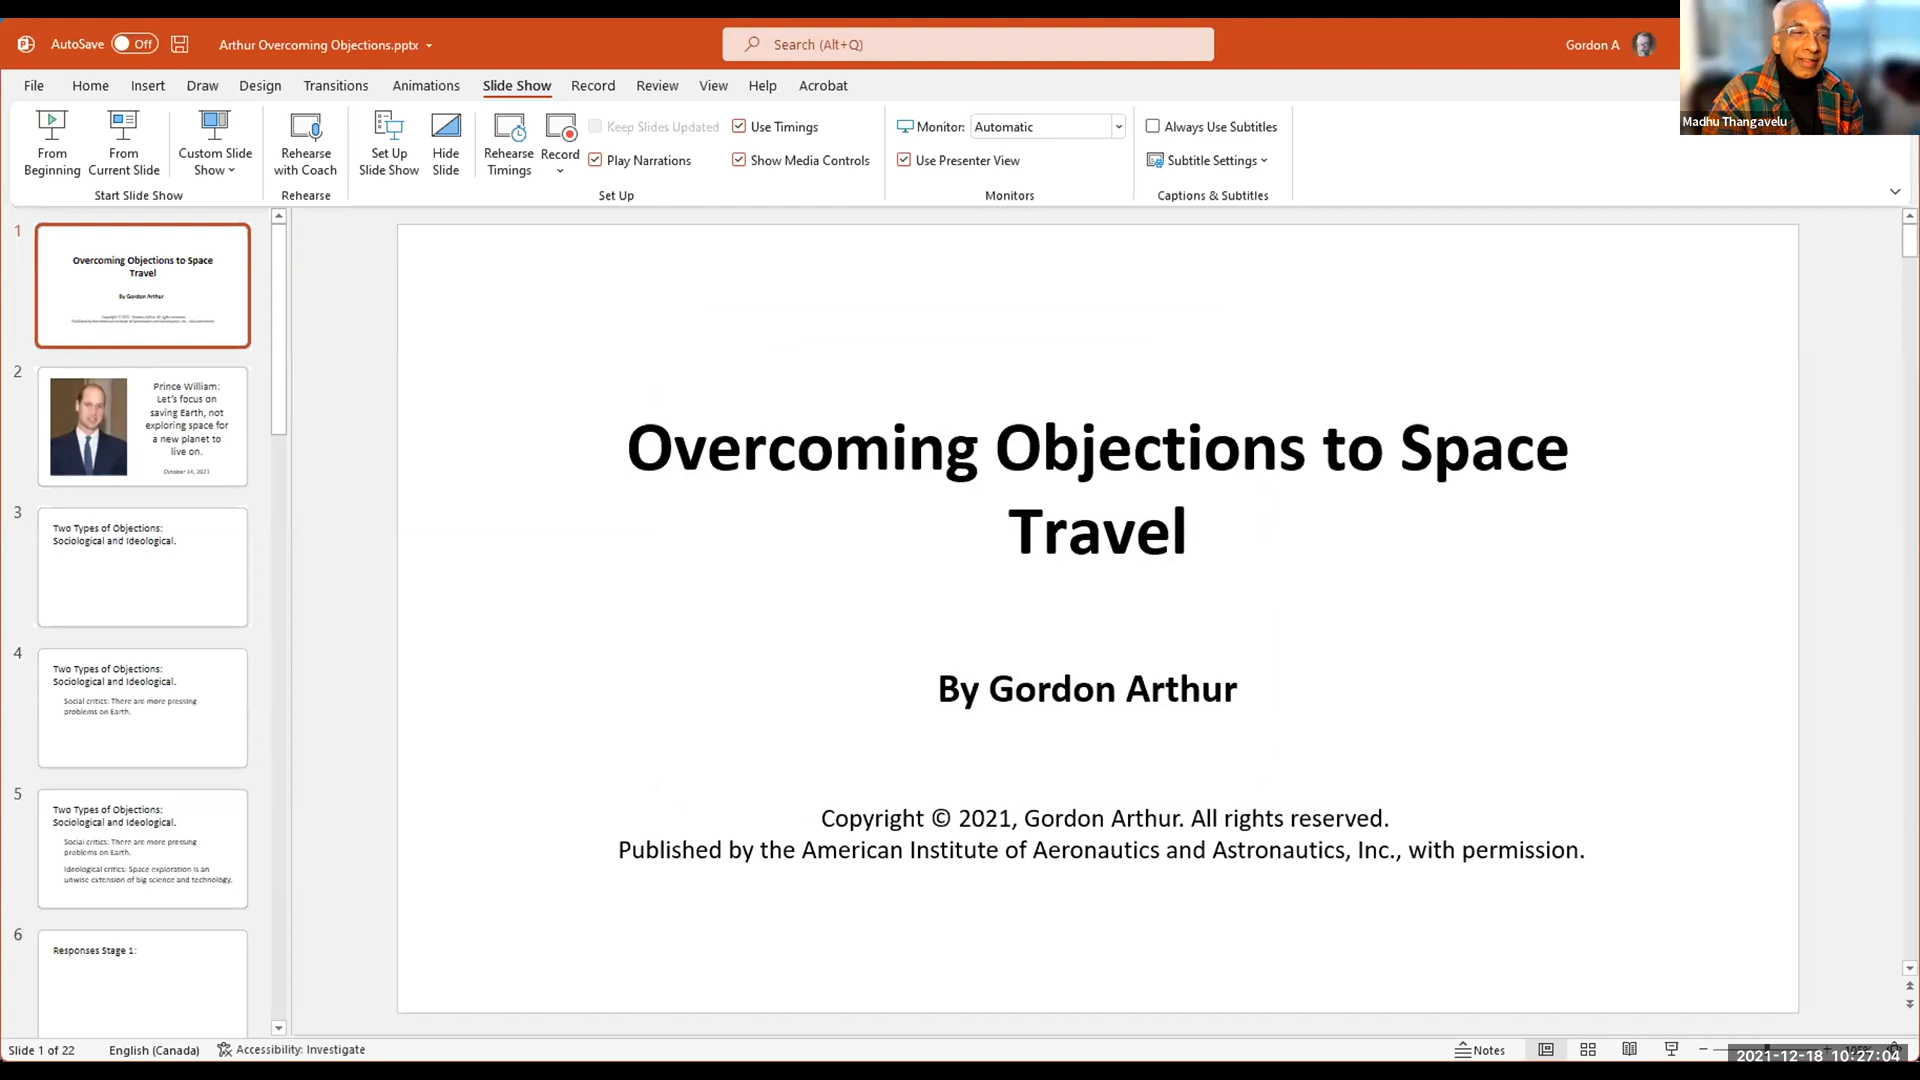 AutoSave Off Arthur Overcoming Objections.pptx Search (Alt+Q) Gordon A
Madhu Thangavelu
File Home Insert Draw Design Transitions Animations Slide Show Record Review View Help Acrobat
From Beginning
From Current Slide
Custom Slide Show
Start Slide Show
Rehearse with Coach
Rehearse
Set Up Slide Show
Hide Slide
Rehearse Timings
Record
Keep Slides Updated
Play Narrations
Use Timings
Show Media Controls
Set Up
Monitor: Automatic
Use Presenter View
Monitors
Always Use Subtitles
Subtitle Settings
Captions & Subtitles
1
Overcoming Objections to Space
Travel
By Gordon Arthur
2
Prince William:
Let's focus on
saving Earth, not
exploring space for
a new planet to
live on.
3
Two Types of Objections:
Sociological and Ideological.
4
Two Types of Objections:
Sociological and Ideological.
Social critics: There are more pressing
problems on Earth.
5
Two Types of Objections:
Sociological and Ideological.
Social critics: There are more pressing
problems on Earth.
Ideological critics: Space exploration is an
unwise extension of big science and technology.
6
Responses Stage 1:
Overcoming Objections to Space
Travel
By Gordon Arthur
Copyright © 2021, Gordon Arthur. All rights reserved.
Published by the American Institute of Aeronautics and Astronautics, Inc., with permission.
Slide 1 of 22 English (Canada) Accessibility: Investigate Notes
2021-12-18 10:27:04